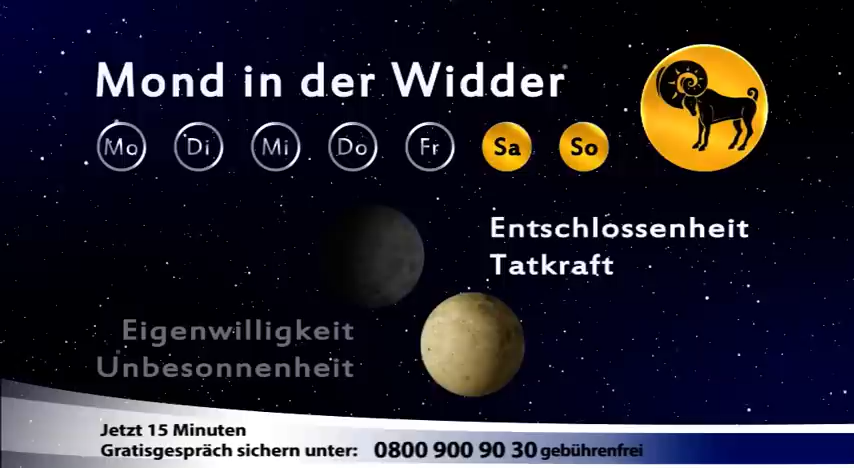 Mond in der Widder
Mo Di Mi Do Fr Sa So
Entschlossenheit
Tatkraft
Eigenwilligkeit
Unbesonnenheit
Jetzt 15 Minuten
Gratisgespräch sichern unter: 0800 900 90 30 gebührenfrei